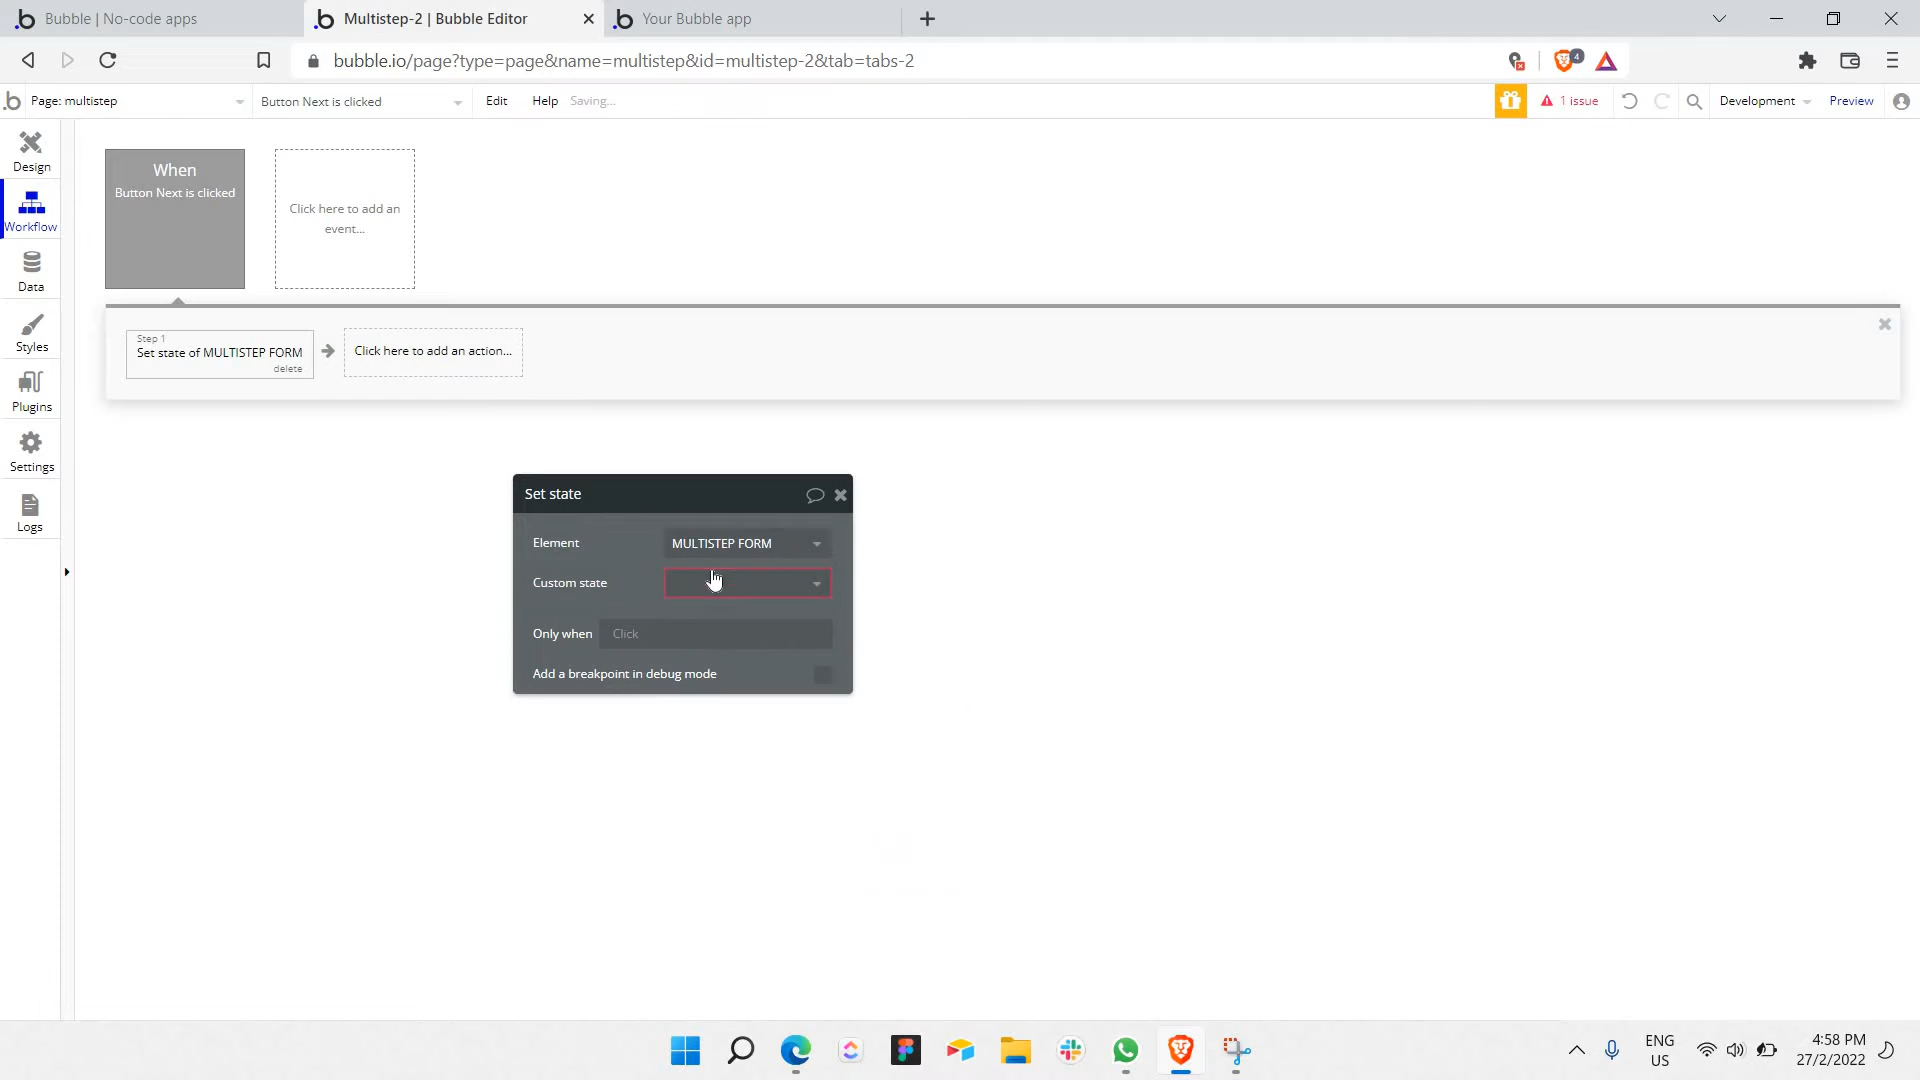 Bubble | No-code apps
Multistep-2 | Bubble Editor
Your Bubble app
bubble.io/page?type=page&name=multistep&id=multistep-2&tab=tabs-2
4
Page: multistep
Button Next is clicked
Edit
Help
Saving...
1 issue
Development
Preview
Design
Workflow
Data
Styles
Plugins
Settings
Logs
When
Button Next is clicked
Click here to add an
event...
Step 1
Set state of MULTISTEP FORM
delete
Click here to add an action...
Set state
Element
MULTISTEP FORM
Custom state
Only when
Click
Add a breakpoint in debug mode
ENG
US
4:58 PM
27/2/2022